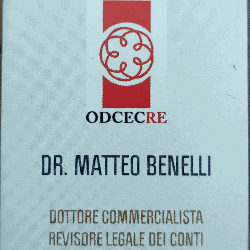 ODCECRE
DR. MATTEO BENELLI
DOTTORE COMMERCIALISTA
REVISORE LEGALE DEI CONTI